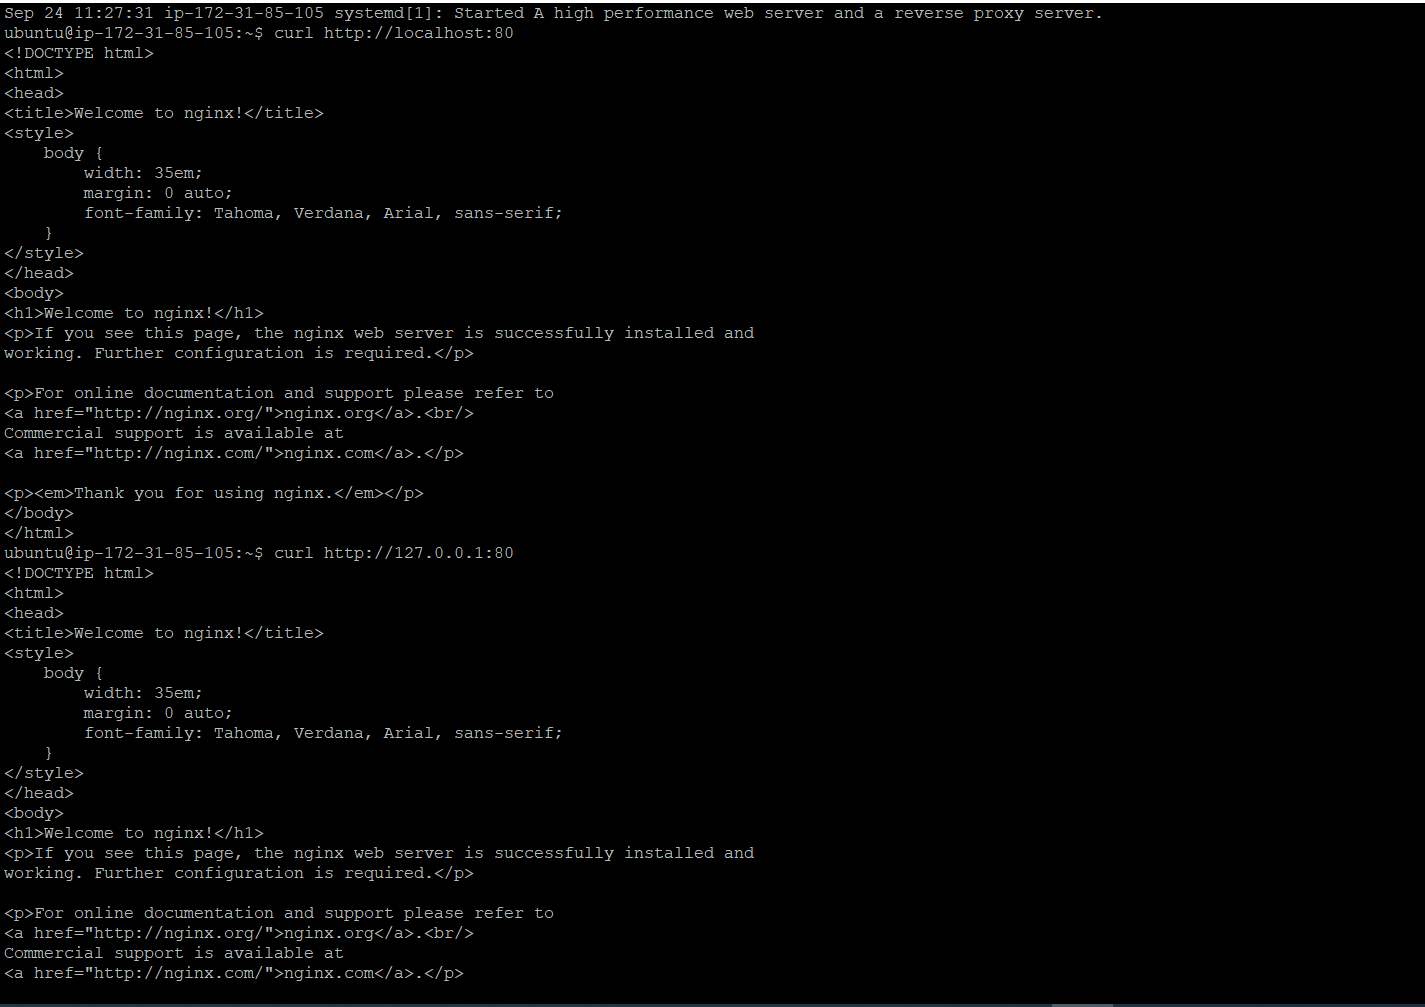 Sep 24 11:27:31 ip-172-31-85-105 systemd[1]: Started A high performance web server and a reverse proxy server.
ubuntu@ip-172-31-85-105:~$ curl http://localhost:80
<!DOCTYPE html>
<html>
<head>
<title>Welcome to nginx!</title>
<style>
    body {
        width: 35em;
        margin: 0 auto;
        font-family: Tahoma, Verdana, Arial, sans-serif;
    }
</style>
</head>
<body>
<h1>Welcome to nginx!</h1>
<p>If you see this page, the nginx web server is successfully installed and
working. Further configuration is required.</p>

<p>For online documentation and support please refer to
<a href="http://nginx.org/">nginx.org</a>.<br/>
Commercial support is available at
<a href="http://nginx.com/">nginx.com</a>.</p>

<p><em>Thank you for using nginx.</em></p>
</body>
</html>
ubuntu@ip-172-31-85-105:~$ curl http://127.0.0.1:80
<!DOCTYPE html>
<html>
<head>
<title>Welcome to nginx!</title>
<style>
    body {
        width: 35em;
        margin: 0 auto;
        font-family: Tahoma, Verdana, Arial, sans-serif;
    }
</style>
</head>
<body>
<h1>Welcome to nginx!</h1>
<p>If you see this page, the nginx web server is successfully installed and
working. Further configuration is required.</p>

<p>For online documentation and support please refer to
<a href="http://nginx.org/">nginx.org</a>.<br/>
Commercial support is available at
<a href="http://nginx.com/">nginx.com</a>.</p>